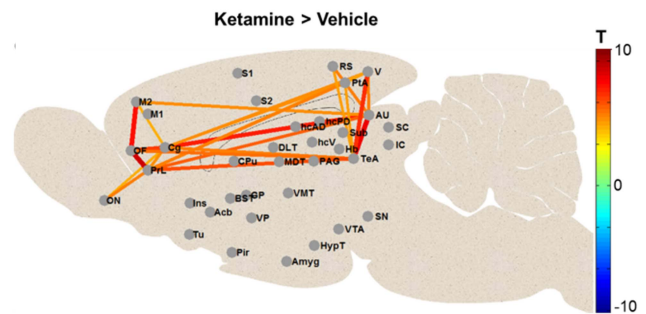 Ketamine > Vehicle
T
10
0
-10
RS
V
S1
PtA
M2
S2
M1
AU
hcPD
hcAD
SC
Sub
hcV
IC
OF
Cg
DLT
Hb
TeA
CPu
MDT
PAG
PrL
ON
Ins
BST
GP
VMT
Acb
VP
SN
VTA
Tu
HypT
Pir
Amyg